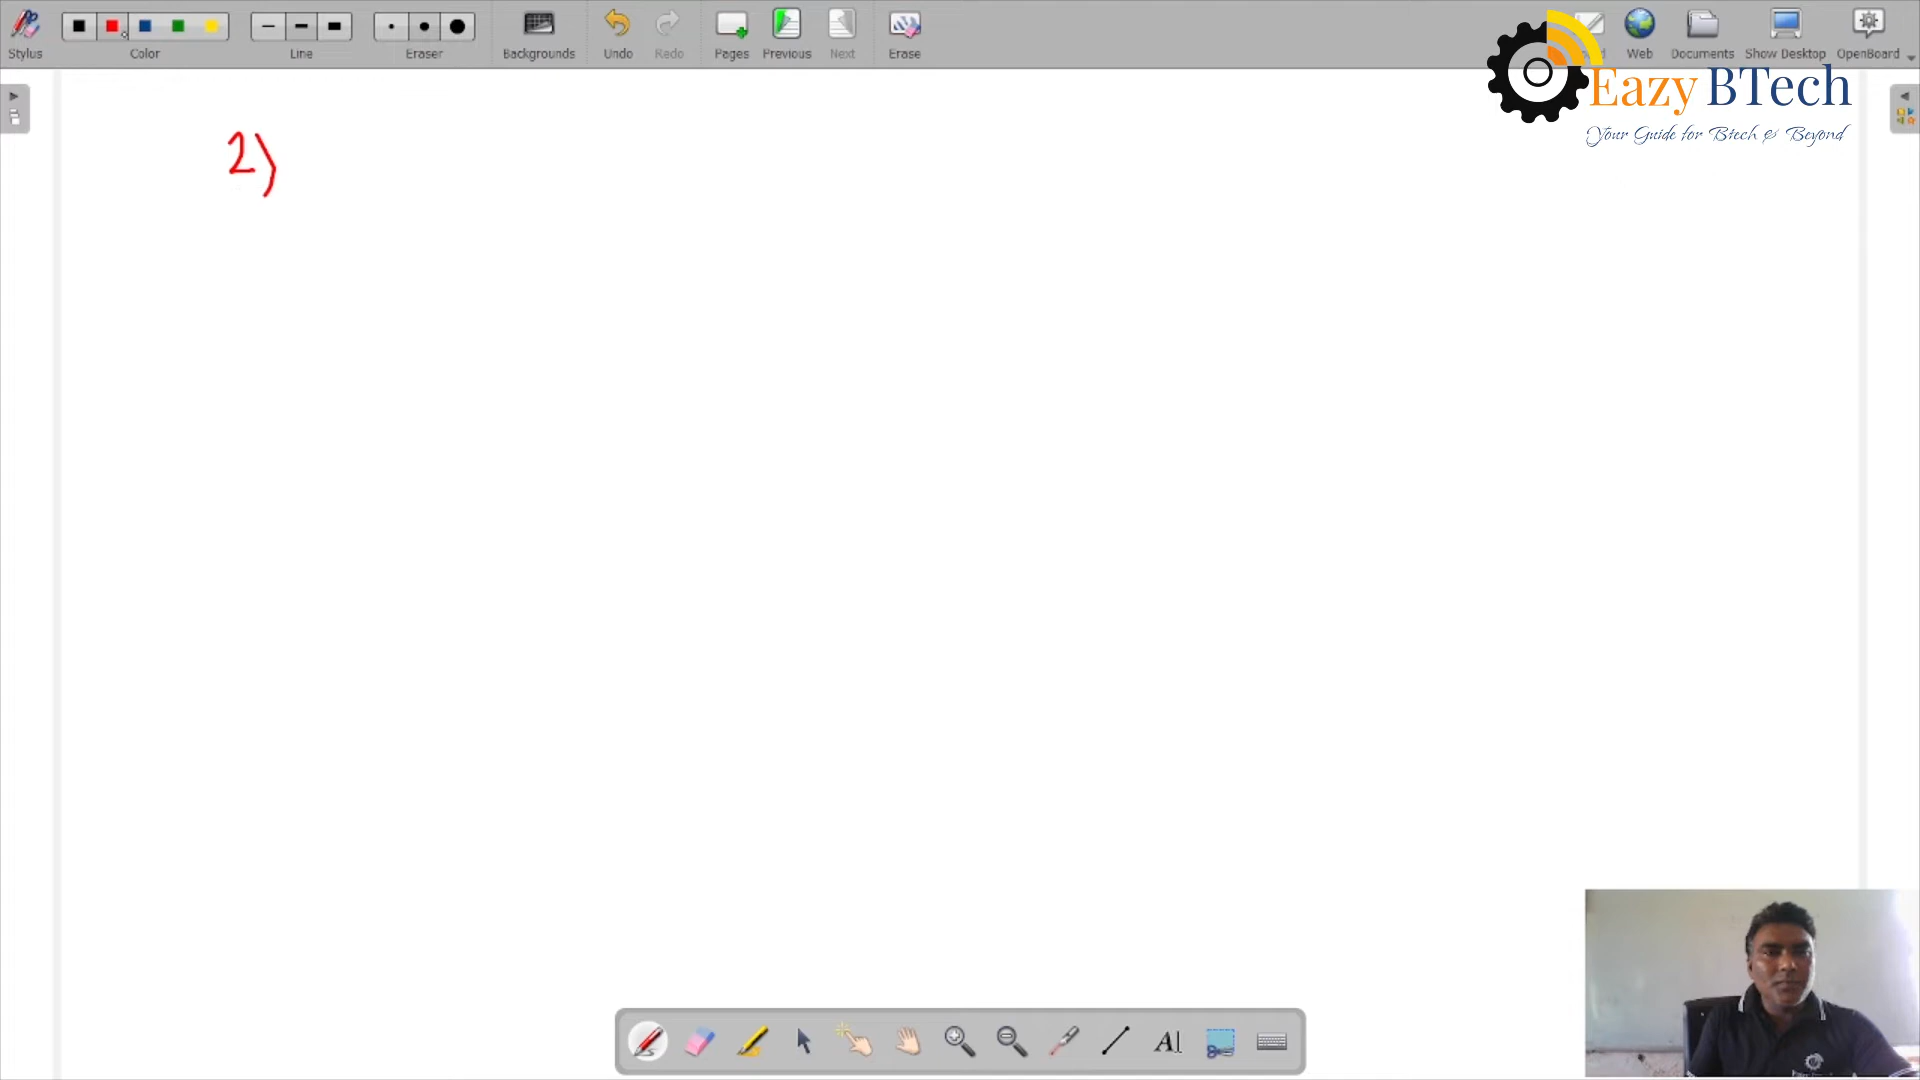 Stylus Color Line Eraser Backgrounds Undo Redo Pages Previous Next Erase Web Documents Show Desktop OpenBoard
Eazy BTech
Your Guide for Btech & Beyond
2)
A